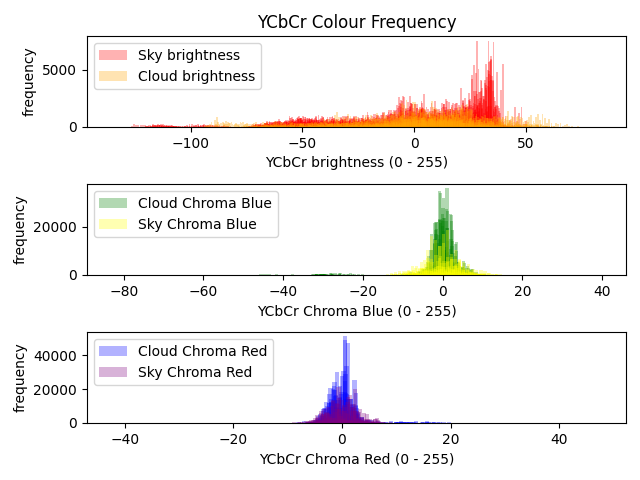 YCbCr Colour Frequency
5000
0
frequency
Sky brightness
Cloud brightness
−100
−50
0
50
YCbCr brightness (0 - 255)
20000
0
frequency
Cloud Chroma Blue
Sky Chroma Blue
−80
−60
−40
−20
0
20
40
YCbCr Chroma Blue (0 - 255)
40000
20000
0
frequency
Cloud Chroma Red
Sky Chroma Red
−40
−20
0
20
40
YCbCr Chroma Red (0 - 255)